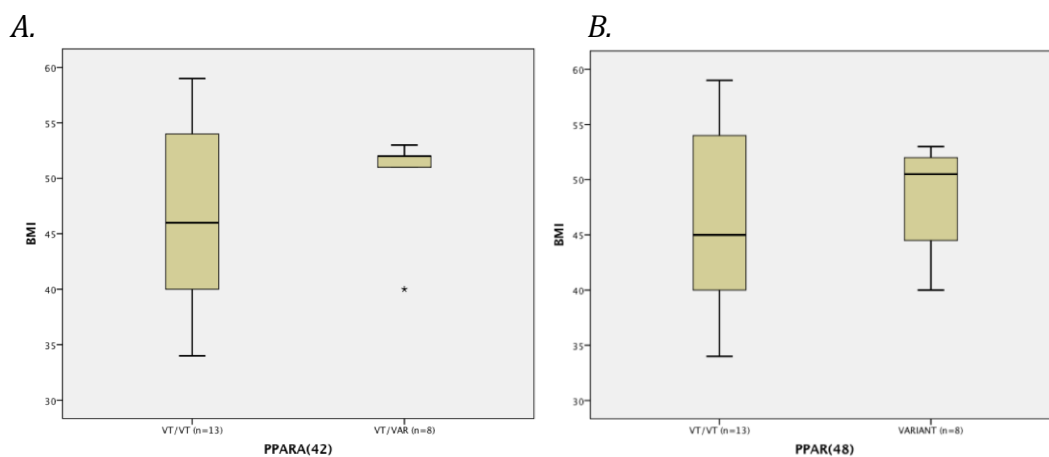 A.
60
55
50
45
40
35
30
BMI
*
VT/VT (n=13)
VT/VAR (n=8)
PPARA(42)
B.
60
55
50
45
40
35
30
BMI
VT/VT (n=13)
VARIANT (n=8)
PPAR(48)